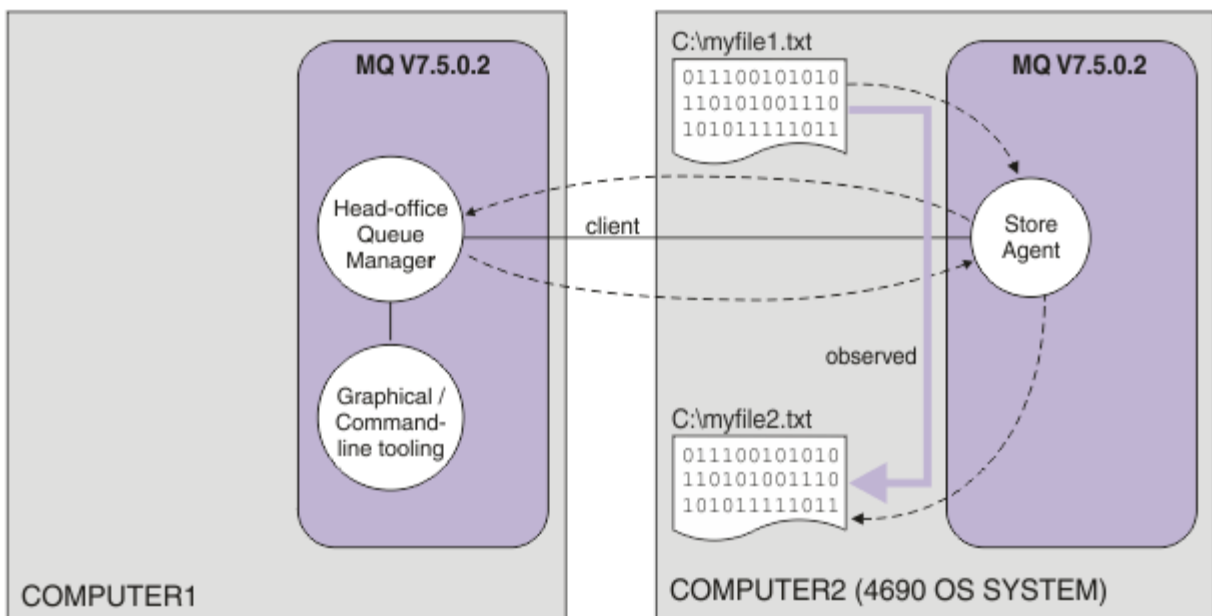 MQ V7.5.0.2
Head-office
Queue
Manager
Graphical /
Command-
line tooling
COMPUTER1
client
C:\myfile1.txt
011100101010
110101001110
101011111011
observed
C:\myfile2.txt
011100101010
110101001110
101011111011
MQ V7.5.0.2
Store
Agent
COMPUTER2 (4690 OS SYSTEM)